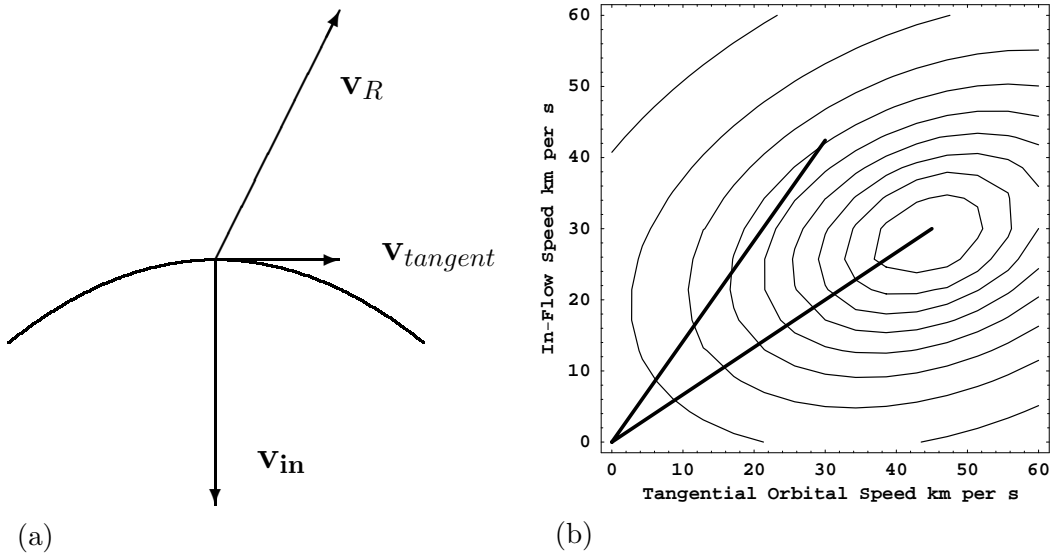 v_R
v_tangent
v_in
(a)
60
50
40
30
20
10
0
In-Flow Speed km per s
0 10 20 30 40 50 60
Tangential Orbital Speed km per s
(b)